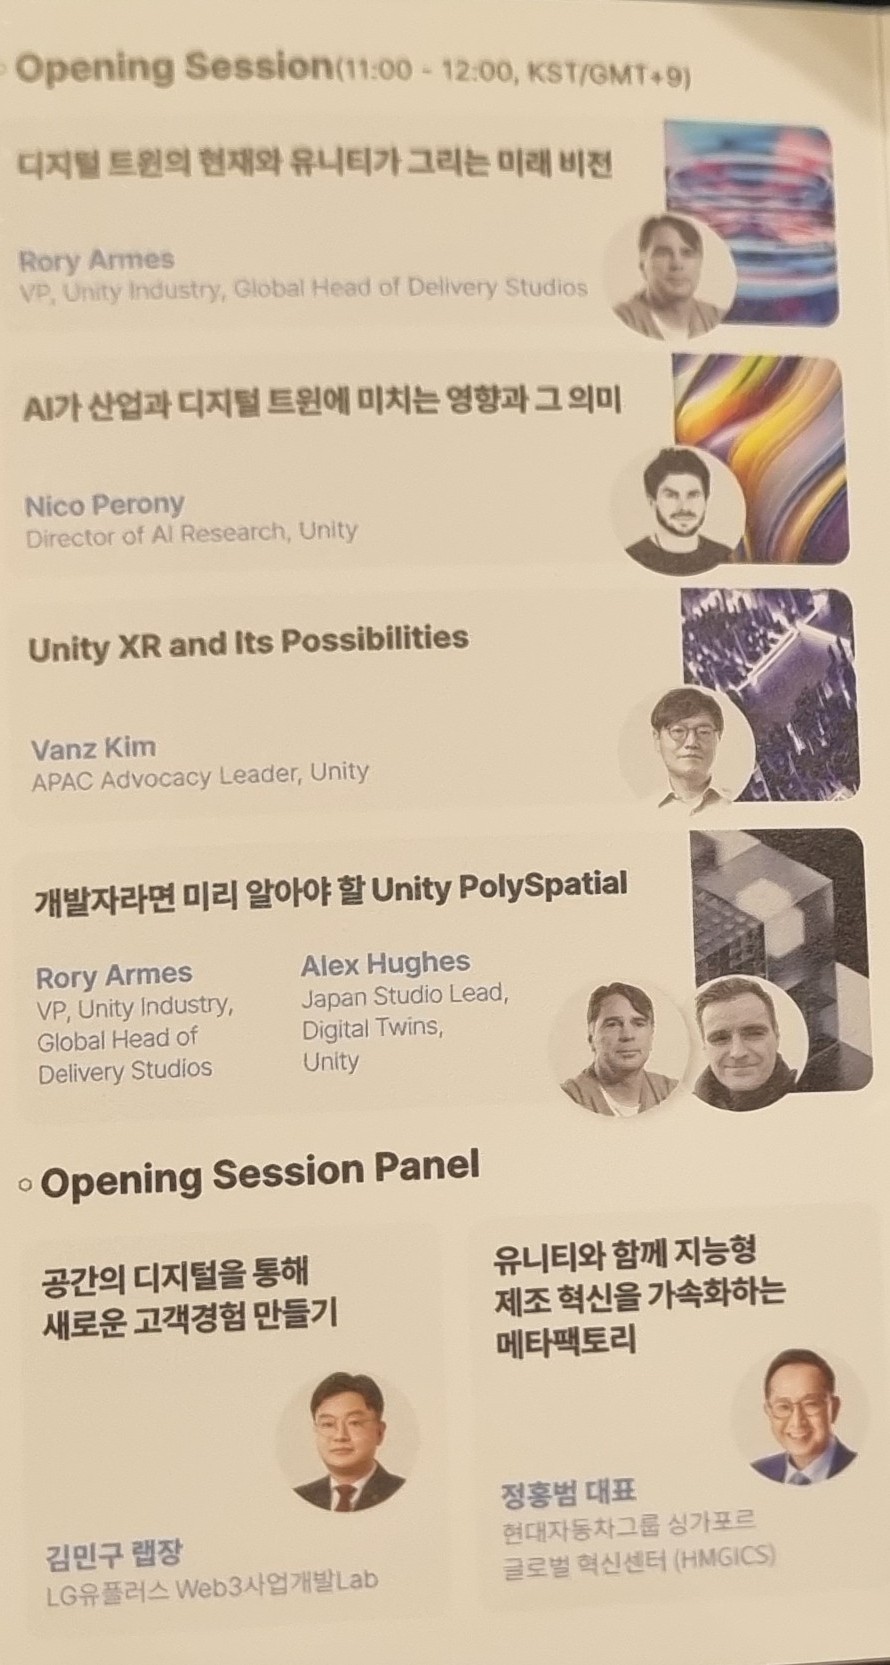 Opening Session(11:00 - 12:00, KST/GMT+9)
디지털 트윈의 현재와 유니티가 그리는 미래 비전
Rory Armes
VP, Unity Industry, Global Head of Delivery Studios
AI가 산업과 디지털 트윈에 미치는 영향과 그 의미
Nico Perony
Director of AI Research, Unity
Unity XR and Its Possibilities
Vanz Kim
APAC Advocacy Leader, Unity
개발자라면 미리 알아야 할 Unity PolySpatial
Rory Armes
VP, Unity Industry,
Global Head of
Delivery Studios
Alex Hughes
Japan Studio Lead,
Digital Twins,
Unity
Opening Session Panel
공간의 디지털을 통해
새로운 고객경험 만들기
김민구 랩장
LG유플러스 Web3사업개발Lab
유니티와 함께 지능형
제조 혁신을 가속화하는
메타팩토리
정홍범 대표
현대자동차그룹 싱가포르
글로벌 혁신센터 (HMGICS)